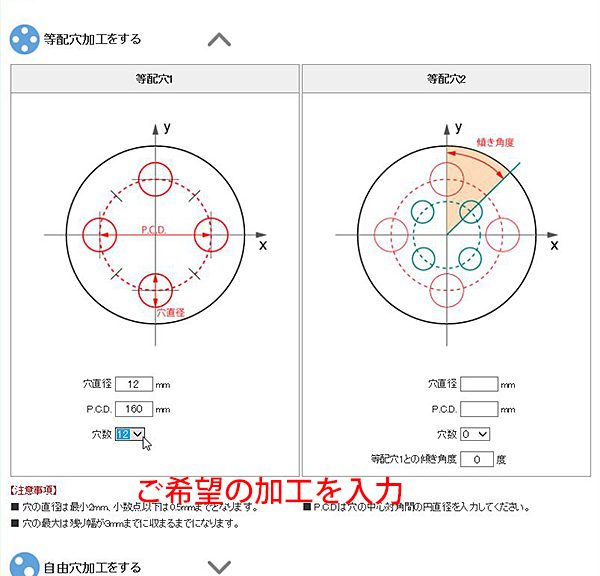 等配穴加工をする
等配穴1
等配穴2
y
x
P.C.D.
穴直径
y
x
傾き角度
穴直径 12 mm
P.C.D. 160 mm
穴数 12
穴直径 mm
P.C.D. mm
穴数 0
等配穴1との傾き角度 0 度
ご希望の加工を入力
【注意事項】
■ 穴の直径は最小2mm、小数点以下は0.5mmまでとなります。
■ P.C.Dは穴の中心対角間の円直径を入力してください。
■ 穴の最大は残り幅が3mmまでに収まるまでになります。
自由穴加工をする